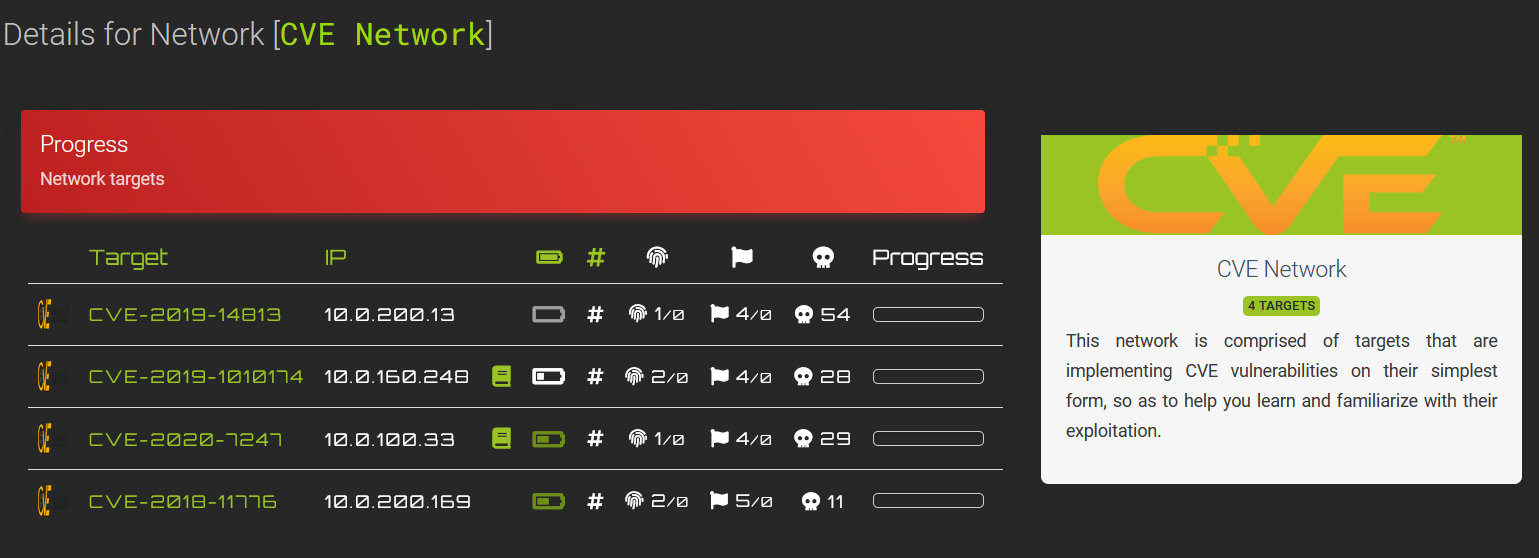 Details for Network [CVE Network]
Progress
Network targets
Target IP # Progress
CVE-2019-14813 10.0.200.13 # 1/0 4/0 54
CVE-2019-1010174 10.0.160.248 # 2/0 4/0 28
CVE-2020-7247 10.0.100.33 # 1/0 4/0 29
CVE-2018-11776 10.0.200.169 # 2/0 5/0 11
CVE™
CVE Network
4 TARGETS
This network is comprised of targets that are
implementing CVE vulnerabilities on their simplest
form, so as to help you learn and familiarize with their
exploitation.